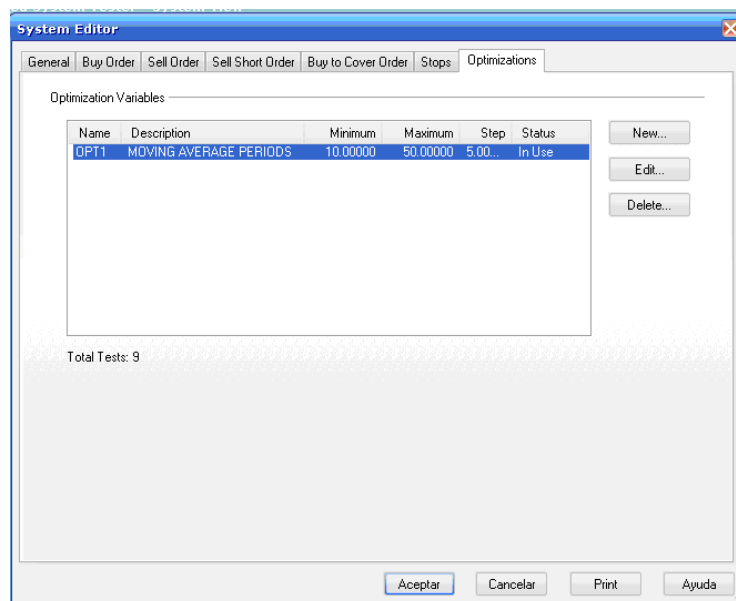 System Editor
General Buy Order Sell Order Sell Short Order Buy to Cover Order Stops Optimizations
Optimization Variables
Name Description Minimum Maximum Step Status
OPT1 MOVING AVERAGE PERIODS 10.00000 50.00000 5.00... In Use
New...
Edit...
Delete...
Total Tests: 9
Aceptar Cancelar Print Ayuda